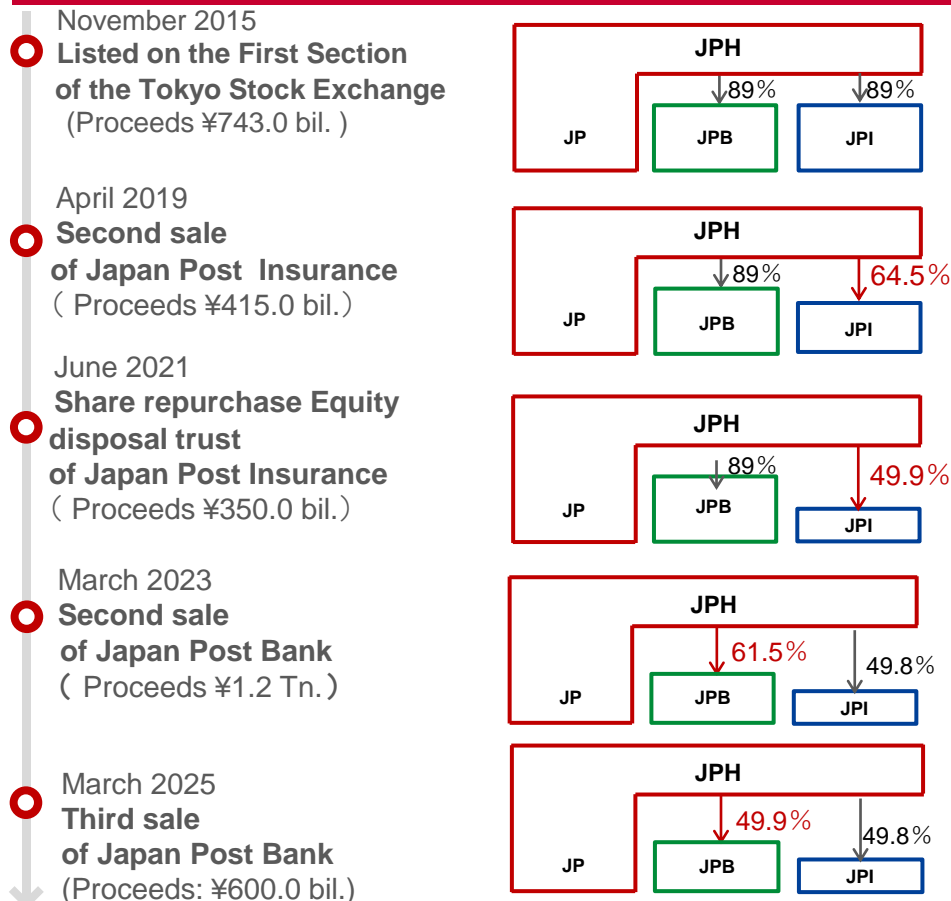 November 2015
Listed on the First Section
of the Tokyo Stock Exchange
(Proceeds ¥743.0 bil. )
JPH
89%
89%
JP
JPB
JPI
April 2019
Second sale
of Japan Post Insurance
( Proceeds ¥415.0 bil.)
JPH
89%
64.5%
JP
JPB
JPI
June 2021
Share repurchase Equity
disposal trust
of Japan Post Insurance
( Proceeds ¥350.0 bil.)
JPH
89%
49.9%
JP
JPB
JPI
March 2023
Second sale
of Japan Post Bank
( Proceeds ¥1.2 Tn.)
JPH
61.5%
49.8%
JP
JPB
JPI
March 2025
Third sale
of Japan Post Bank
(Proceeds: ¥600.0 bil.)
JPH
49.9%
49.8%
JP
JPB
JPI